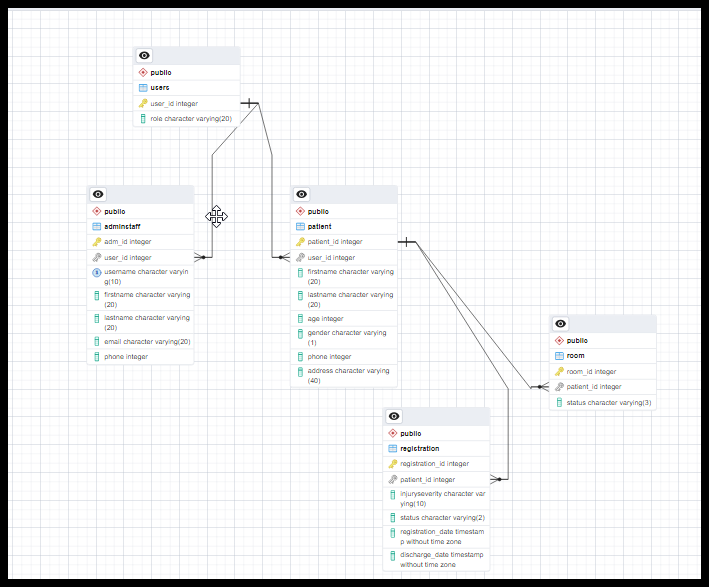 public
users
user_id integer
role character varying(20)
public
adminstaff
adm_id integer
user_id integer
username character varyin
g(10)
firstname character varying
(20)
lastname character varying
(20)
email character varying(20)
phone integer
public
patient
patient_id integer
user_id integer
firstname character varying
(20)
lastname character varying
(20)
age integer
gender character varying
(1)
phone integer
address character varying
(40)
public
room
room_id integer
patient_id integer
status character varying(3)
public
registration
registration_id integer
patient_id integer
injuryseverity character var
ying(10)
status character varying(2)
registration_date timestam
p without time zone
discharge_date timestamp
without time zone